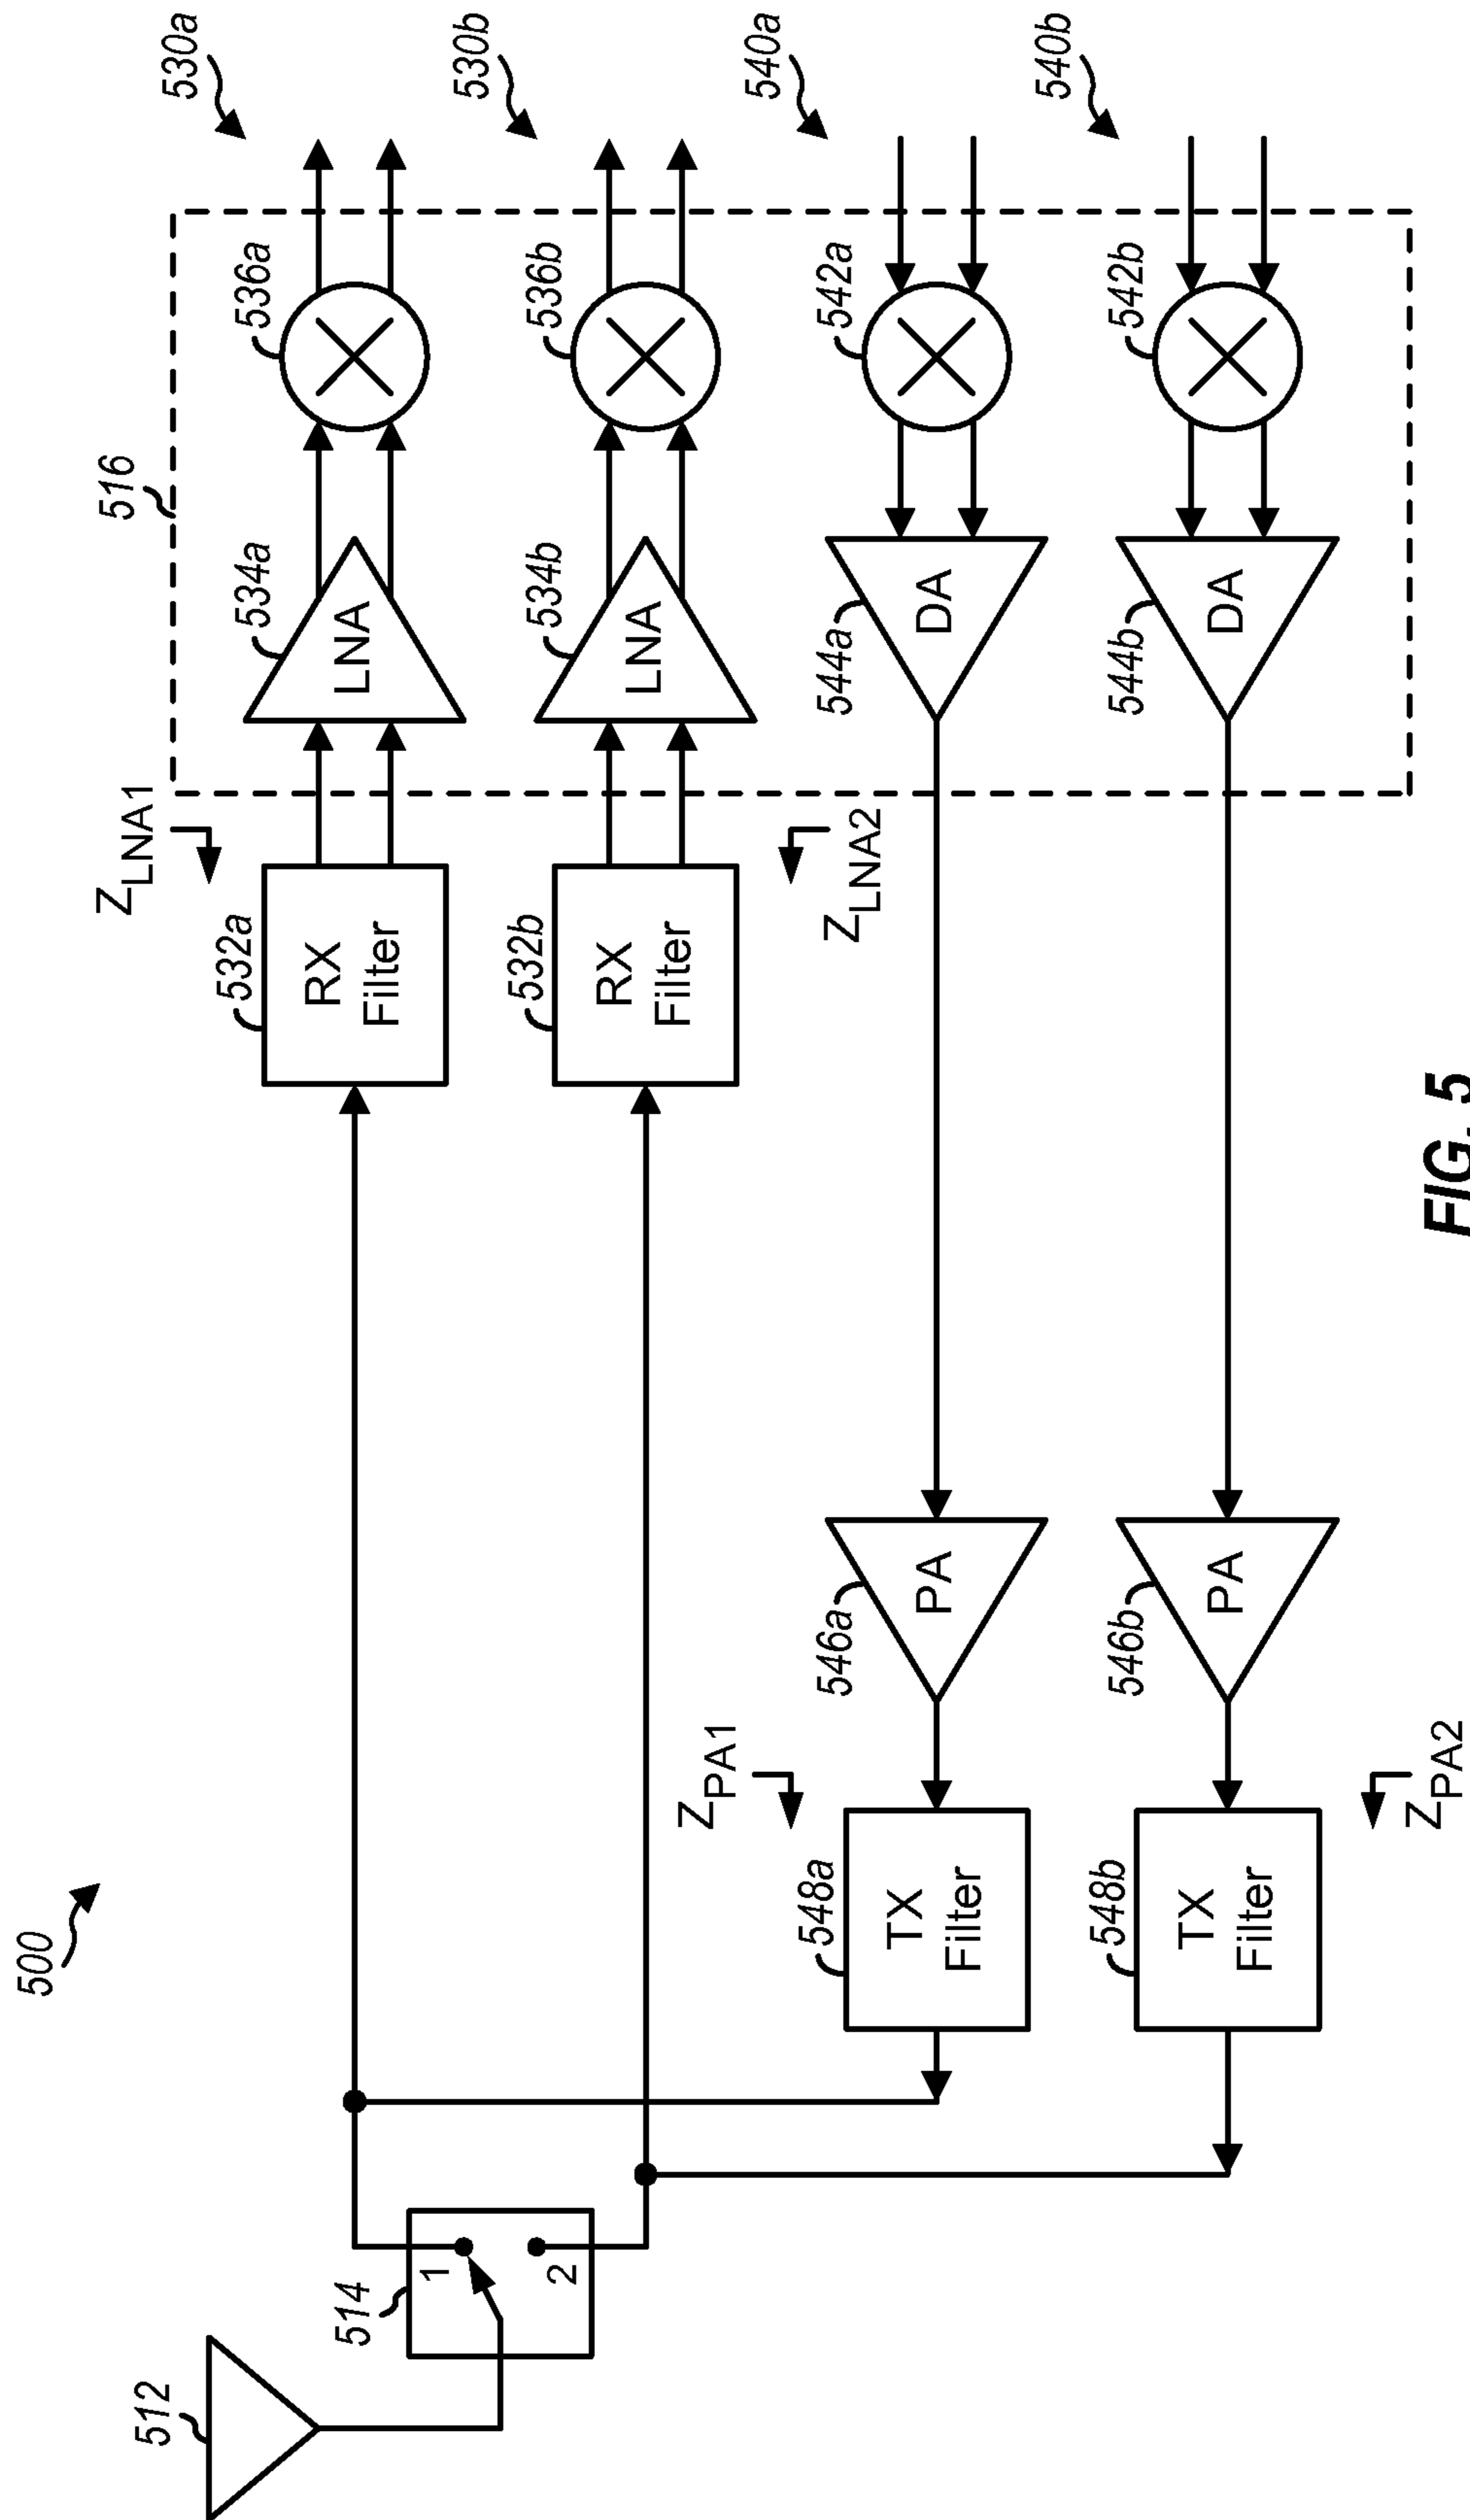 500
512
514
1
2
516
530a
530b
540a
540b
Z_LNA1
532a
RX
Filter
534a
LNA
536a
532b
RX
Filter
534b
LNA
536b
Z_LNA2
Z_PA1
548a
TX
Filter
546a
PA
544a
DA
542a
548b
TX
Filter
546b
PA
544b
DA
542b
Z_PA2
FIG. 5